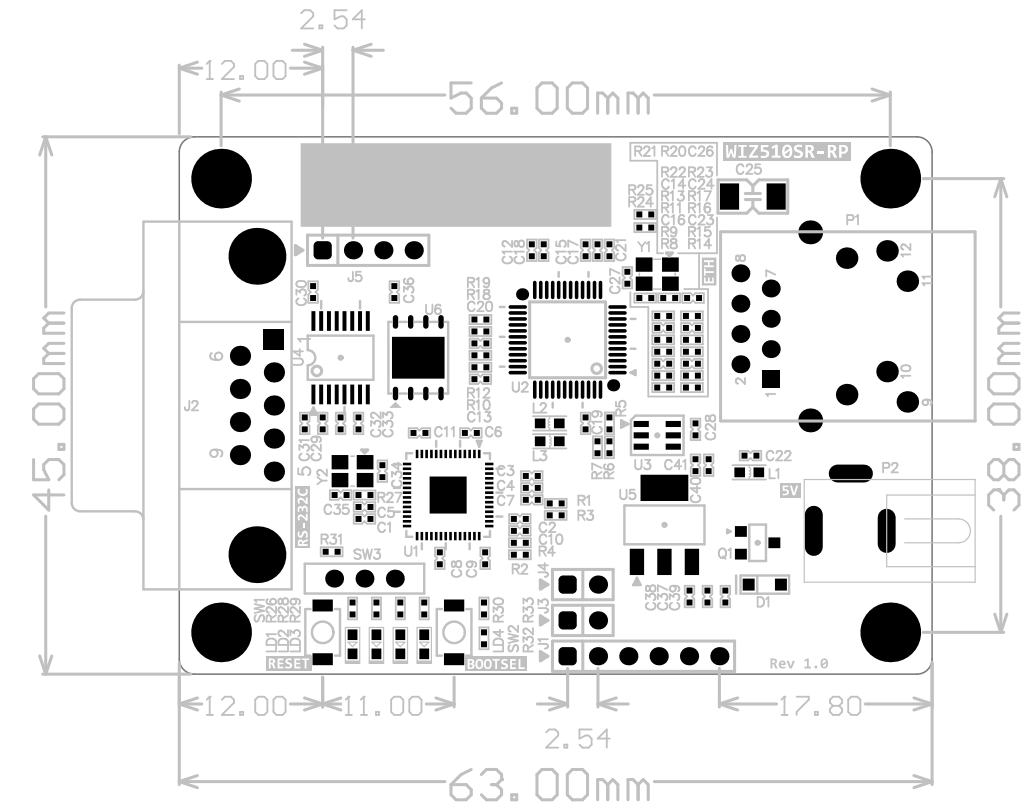 2.54
12.00
56.00mm
R21 R20 C26
WIZ510SR-RP
R22 R23
C14 C24
R13 R17
R11 R16
C16 C23
R9 R15
R8 R14
C25
R25
R24
P1
J5
C12
C18
C15
C17
C21
Y1
C27
ETH
8
7
12
11
C30
C36
R19
R18
C20
U6
U4
1
U2
45.00mm
38.00mm
6
J2
9
5
2
1
10
9
R12
R10
C13
L2
L3
C19
R5
R7
R6
U3
C41
C28
C22
L1
P2
5V
C31
C29
C32
C33
C11
C6
Y2
C34
C35
R27
C5
C1
C3
C4
C7
R1
R3
C2
C10
R4
R2
U5
C40
RS-232C
R31
SW3
U1
C8
C9
Q1
D1
J4
J3
J1
C38
C37
C39
SW1
R26
R28
R29
LD1
LD2
LD3
RESET
R30
LD4
SW2
R33
R32
BOOTSEL
Rev 1.0
12.00
11.00
17.80
2.54
63.00mm